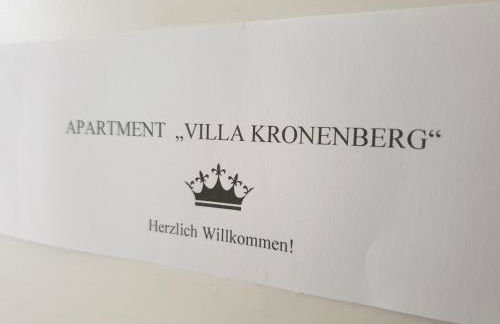 APARTMENT „VILLA KRONENBERG“
Herzlich Willkommen!